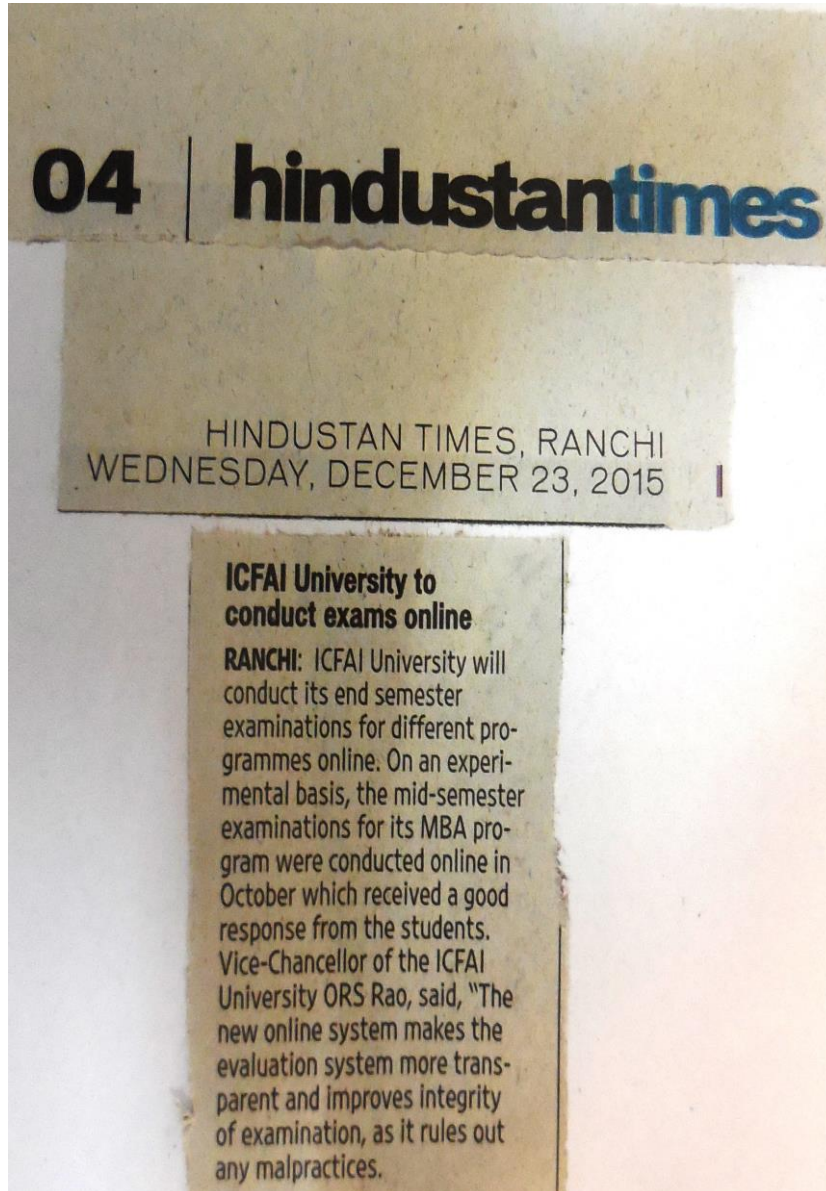 04 | hindustantimes
HINDUSTAN TIMES, RANCHI
WEDNESDAY, DECEMBER 23, 2015
ICFAI University to
conduct exams online
RANCHI: ICFAI University will
conduct its end semester
examinations for different pro-
grammes online. On an experi-
mental basis, the mid-semester
examinations for its MBA pro-
gram were conducted online in
October which received a good
response from the students.
Vice-Chancellor of the ICFAI
University ORS Rao, said, “The
new online system makes the
evaluation system more trans-
parent and improves integrity
of examination, as it rules out
any malpractices.